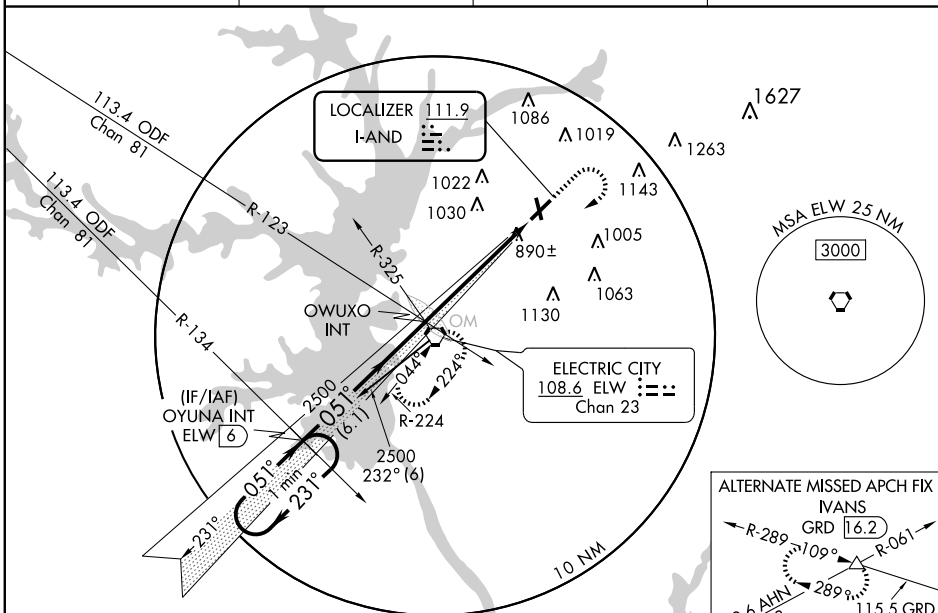 113.4 ODF
Chan 81
LOCALIZER 111.9
I-AND
1086
1019
1627
1263
1143
113.4 ODF
Chan 81
1022
1030
R-123
R-325
MSA ELW 25 NM
3000
890±
1005
1063
1130
OWUXO
INT
OM
R-134
ELECTRIC CITY
108.6 ELW
Chan 23
044°
224°
R-224
(IF/IAF)
OYUNA INT
ELW 6
2500
051°
(6.1)
2500
232° (6)
051°
1 min
231°
231°
10 NM
ALTERNATE MISSED APCH FIX
IVANS
GRD 16.2
R-289
109°
R-061
289°
AHN
115.5 GRD